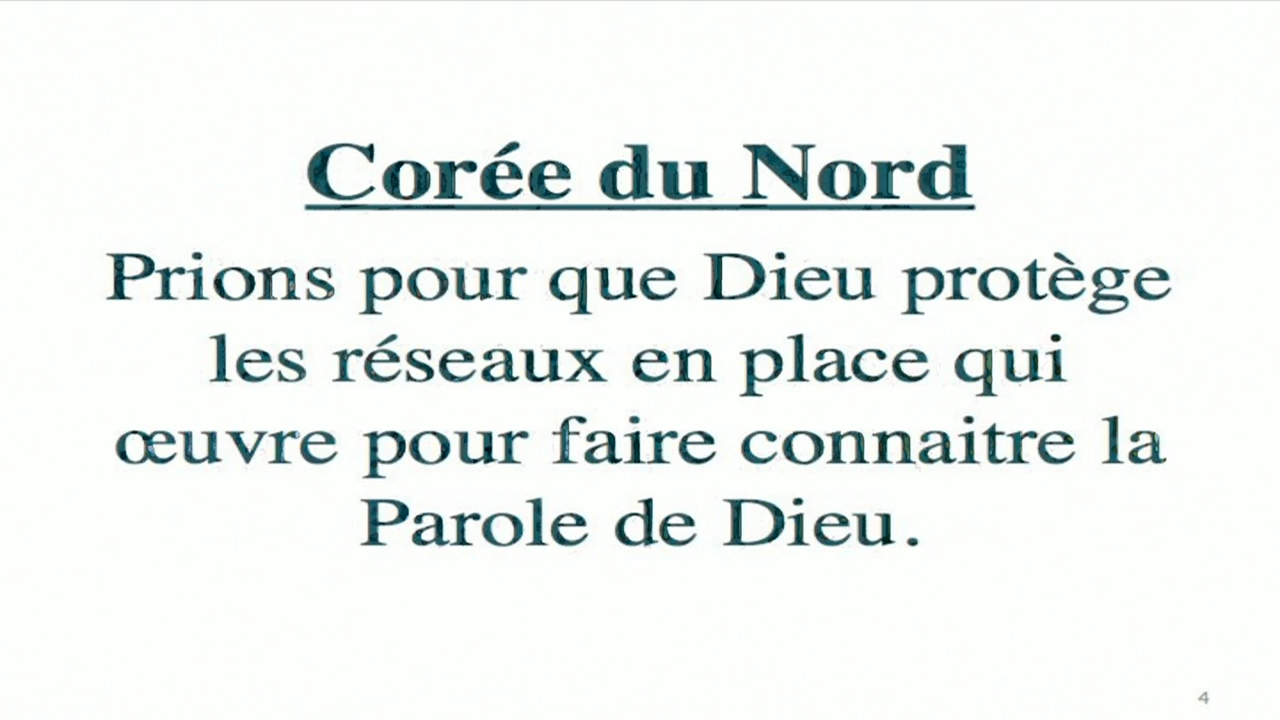 Corée du Nord
Prions pour que Dieu protège
les réseaux en place qui
œuvre pour faire connaitre la
Parole de Dieu.
4